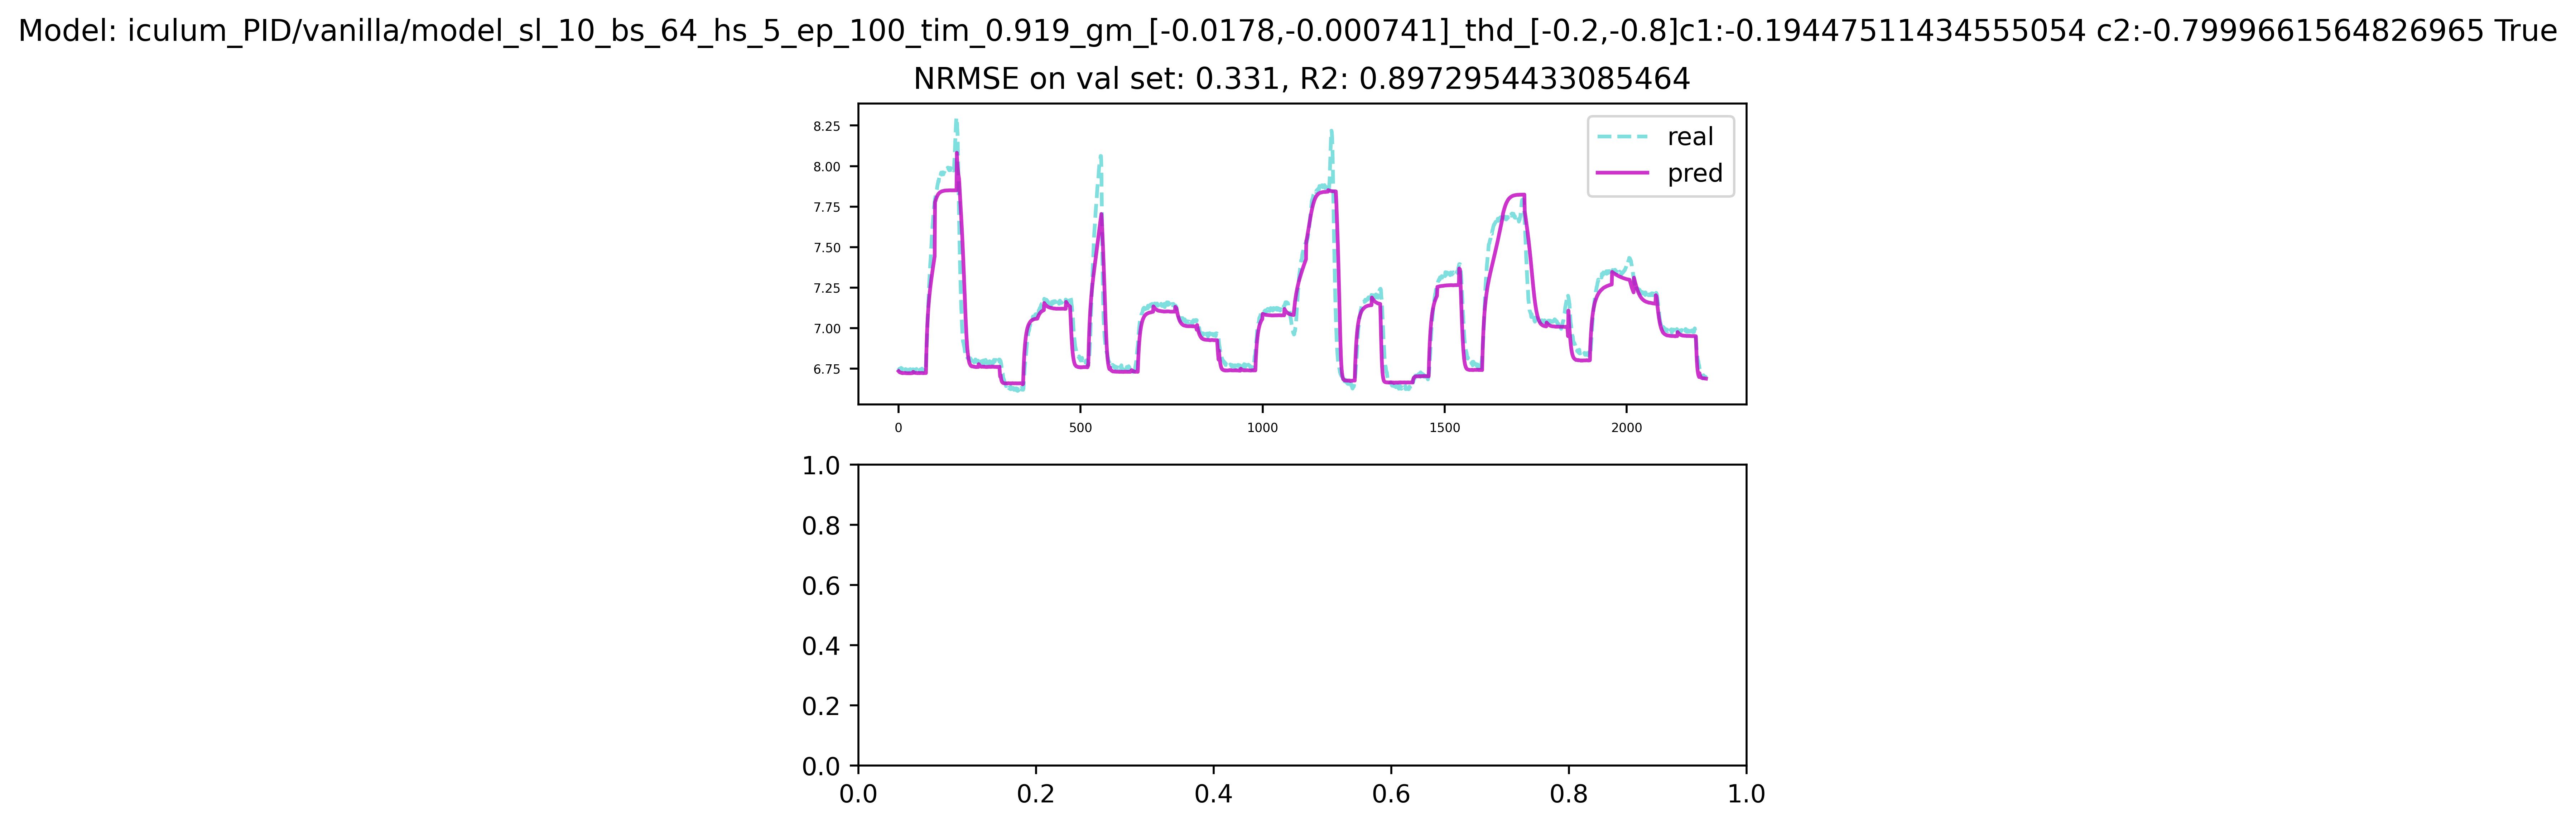 Model: iculum_PID/vanilla/model_sl_10_bs_64_hs_5_ep_100_tim_0.919_gm_[-0.0178,-0.000741]_thd_[-0.2,-0.8]c1:-0.19447511434555054 c2:-0.7999661564826965 True
NRMSE on val set: 0.331, R2: 0.8972954433085464
8.25
8.00
7.75
7.50
7.25
7.00
6.75
real
pred
0 500 1000 1500 2000
1.0
0.8
0.6
0.4
0.2
0.0
0.0 0.2 0.4 0.6 0.8 1.0